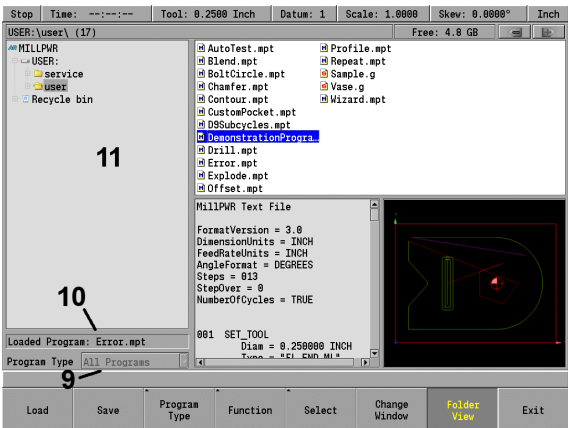 Stop Time: --:--:-- Tool: 0.2500 Inch Datum: 1 Scale: 1.0000 Skew: 0.0000° Inch
USER:\user\ (17) Free: 4.8 GB
MILLPWR
USER:
service
user
Recycle bin
11
AutoTest.mpt
Blend.mpt
BoltCircle.mpt
Chamfer.mpt
Contour.mpt
CustomPocket.mpt
D9Subcycles.mpt
DemonstrationProgra…
Drill.mpt
Error.mpt
Explode.mpt
Offset.mpt
Profile.mpt
Repeat.mpt
Sample.g
Vase.g
Wizard.mpt
MillPWR Text File
FormatVersion = 3.0
DimensionUnits = INCH
FeedRateUnits = INCH
AngleFormat = DEGREES
Steps = 013
StepOver = 0
NumberOfCycles = TRUE
001 SET_TOOL
Diam = 0.250000 INCH
Type = "FL END ML"
10
Loaded Program: Error.mpt
Program Type All Programs
9
Load Save Program Type Function Select Change Window Folder View Exit